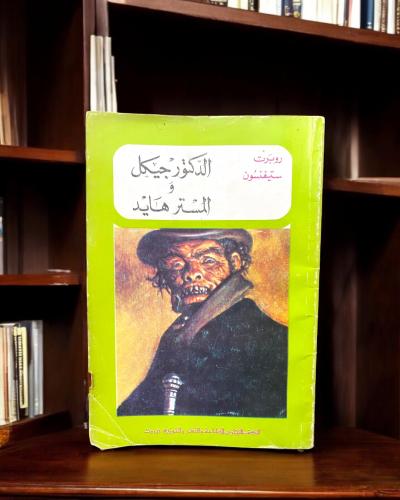 روبرت
ستيفنسون
الدكتور جيكل
و
المستر هايد